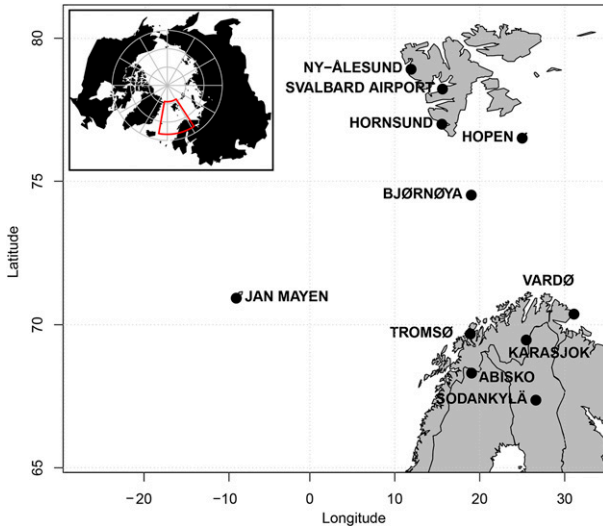 80
NY-ÅLESUND
SVALBARD AIRPORT
HORNSUND
HOPEN
75
BJØRNØYA
Latitude
VARDØ
JAN MAYEN
70
TROMSØ
KARASJOK
ABISKO
SODANKYLÄ
65
−20
−10
0
10
20
30
Longitude